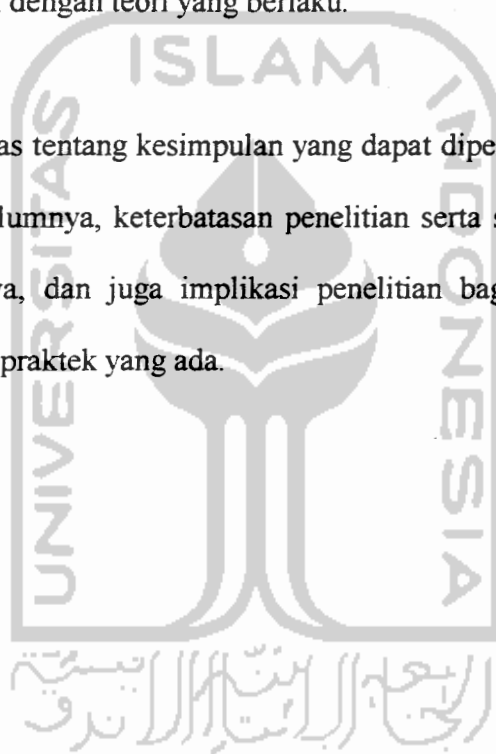 dengan teori yang berlaku.
ISLAM
as tentang kesimpulan yang dapat dipe
lumnya, keterbatasan penelitian serta s
a, dan juga implikasi penelitian bag
praktek yang ada.
UNIVERSITAS
INDONESIA